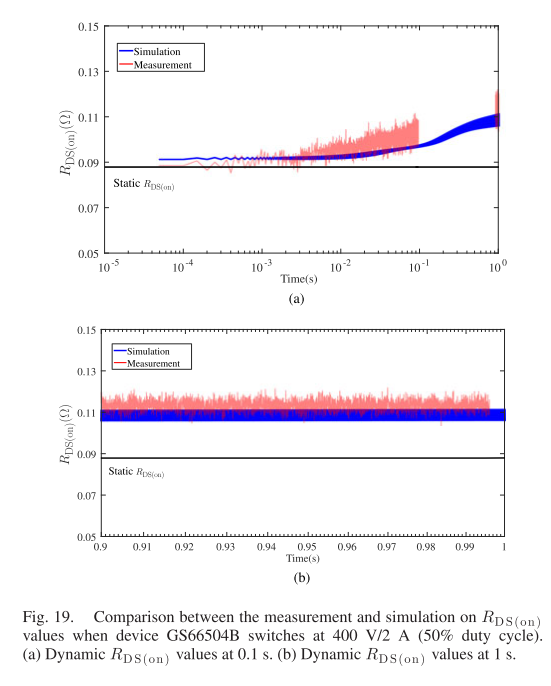 0.15
Simulation
Measurement
0.13
0.11
0.09
0.07
0.05
R_DS(on)(Ω)
Static R_DS(on)
10^-5 10^-4 10^-3 10^-2 10^-1 10^0
Time(s)
(a)
0.15
Simulation
Measurement
0.13
0.11
0.09
0.07
0.05
R_DS(on)(Ω)
Static R_DS(on)
0.9 0.91 0.92 0.93 0.94 0.95 0.96 0.97 0.98 0.99 1
Time(s)
(b)
Fig. 19. Comparison between the measurement and simulation on R_DS(on)
values when device GS66504B switches at 400 V/2 A (50% duty cycle).
(a) Dynamic R_DS(on) values at 0.1 s. (b) Dynamic R_DS(on) values at 1 s.